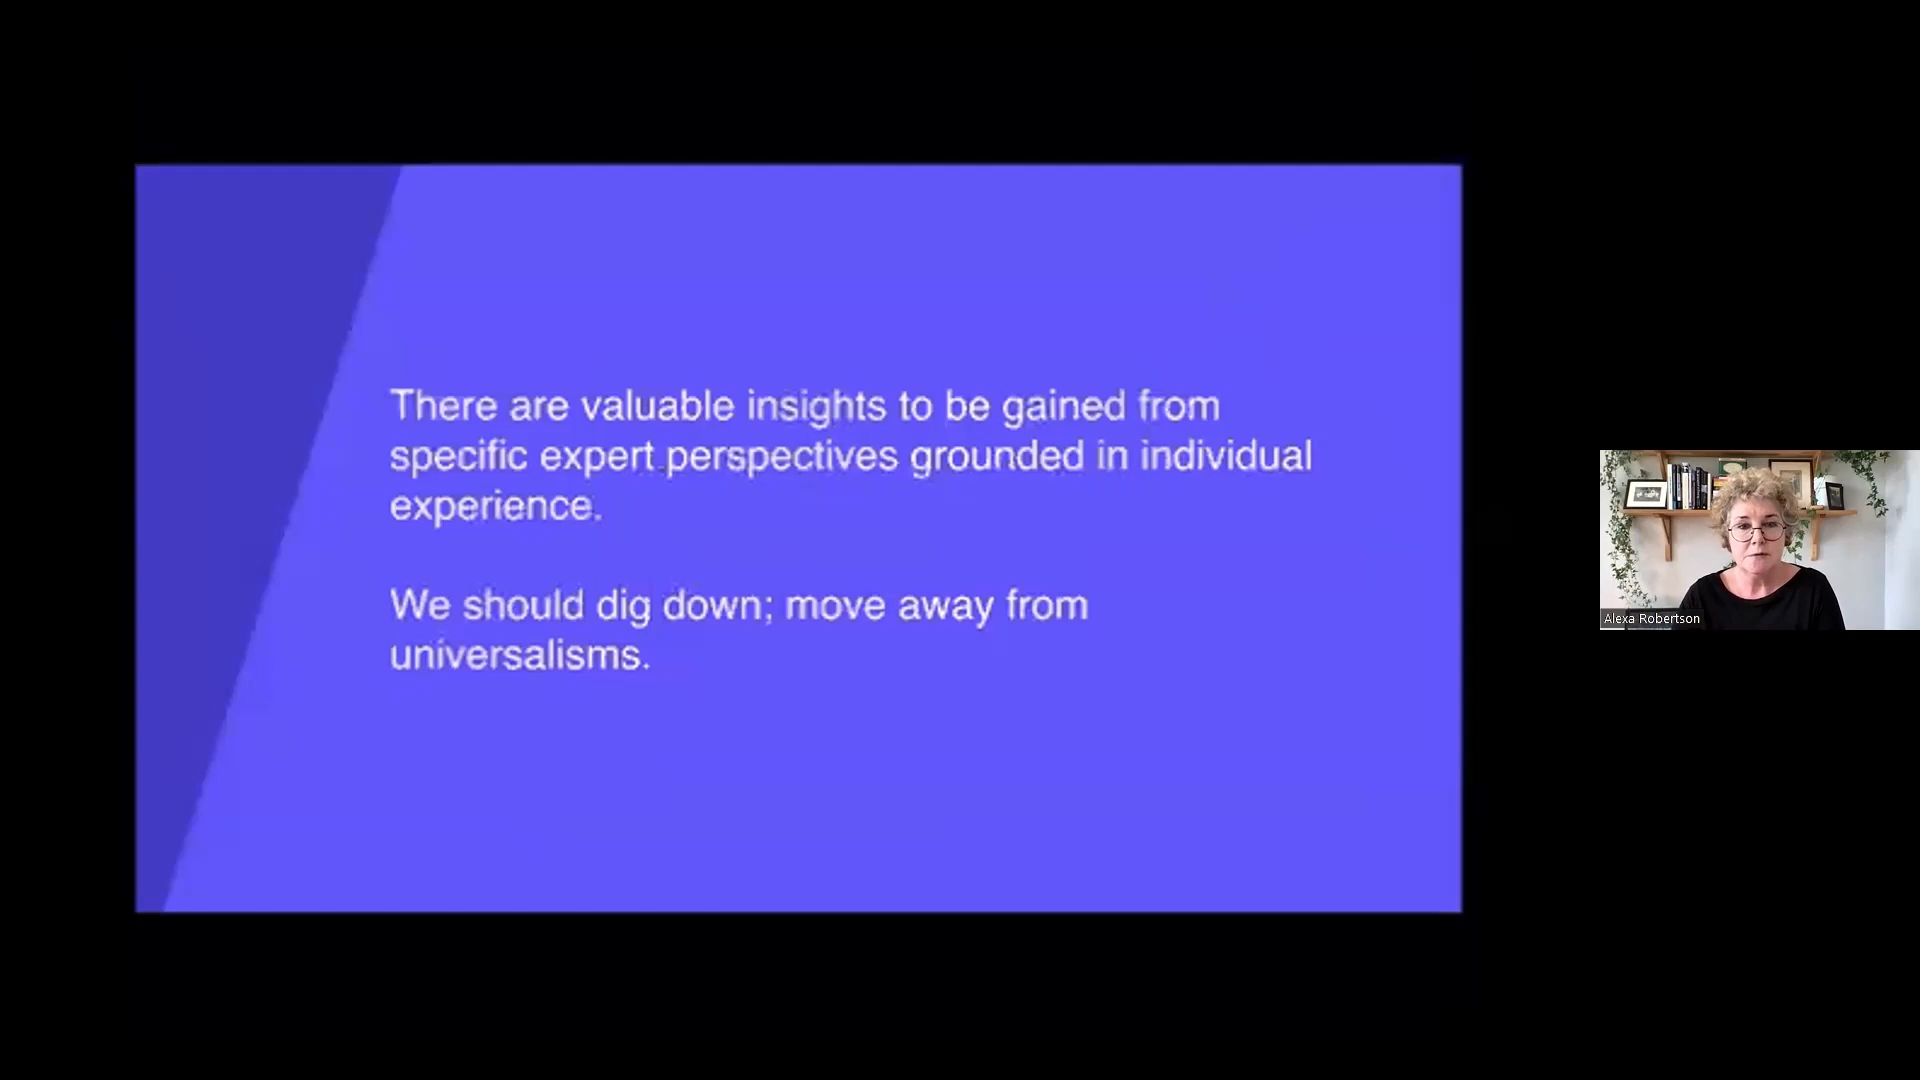 There are valuable insights to be gained from
specific expert perspectives grounded in individual
experience.
We should dig down; move away from
universalisms.
Alexa Robertson